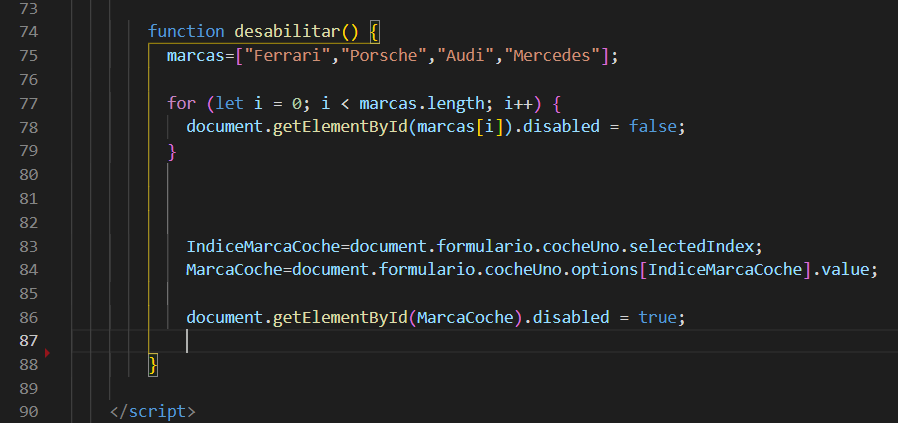 73
74 function desabilitar() {
75 marcas=["Ferrari","Porsche","Audi","Mercedes"];
76
77 for (let i = 0; i < marcas.length; i++) {
78 document.getElementById(marcas[i]).disabled = false;
79 }
80
81
82
83 IndiceMarcaCoche=document.formulario.cocheUno.selectedIndex;
84 MarcaCoche=document.formulario.cocheUno.options[IndiceMarcaCoche].value;
85
86 document.getElementById(MarcaCoche).disabled = true;
87
88 }
89
90 </script>